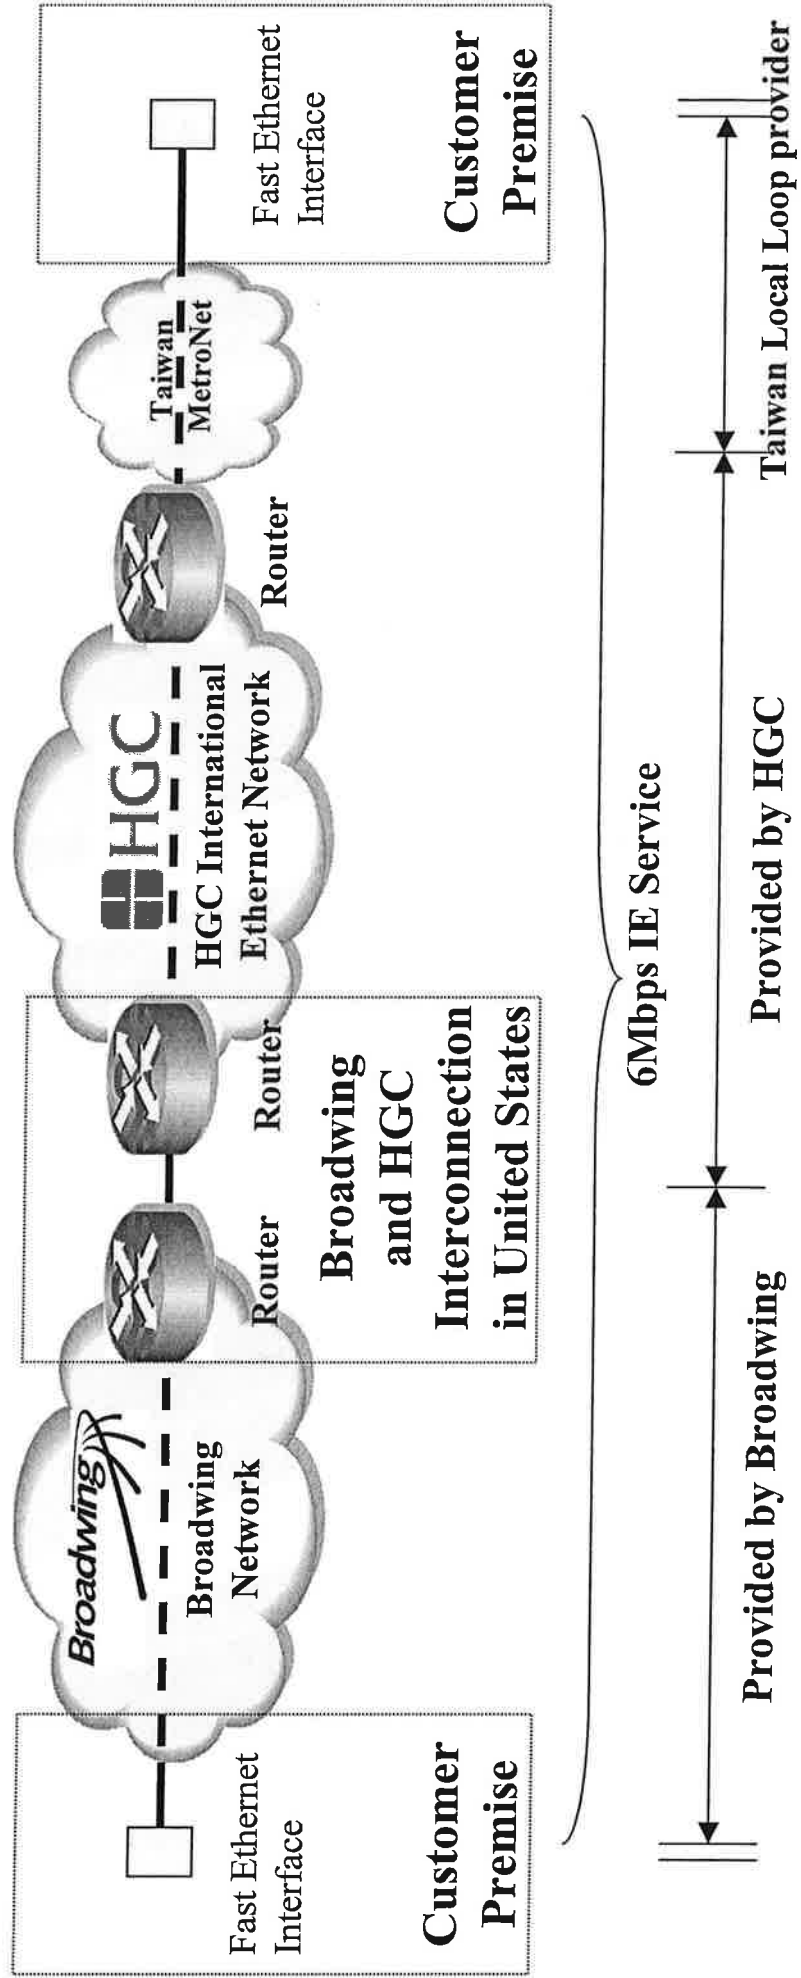 Broadwing
Broadwing
Network
HGC
HGC International
Ethernet Network
Taiwan
MetroNet
Fast Ethernet
Interface
Customer
Premise
Router
Broadwing
and HGC
Interconnection
in United States
Router
Router
Fast Ethernet
Interface
Customer
Premise
6Mbps IE Service
Provided by Broadwing
Provided by HGC
Taiwan Local Loop provider